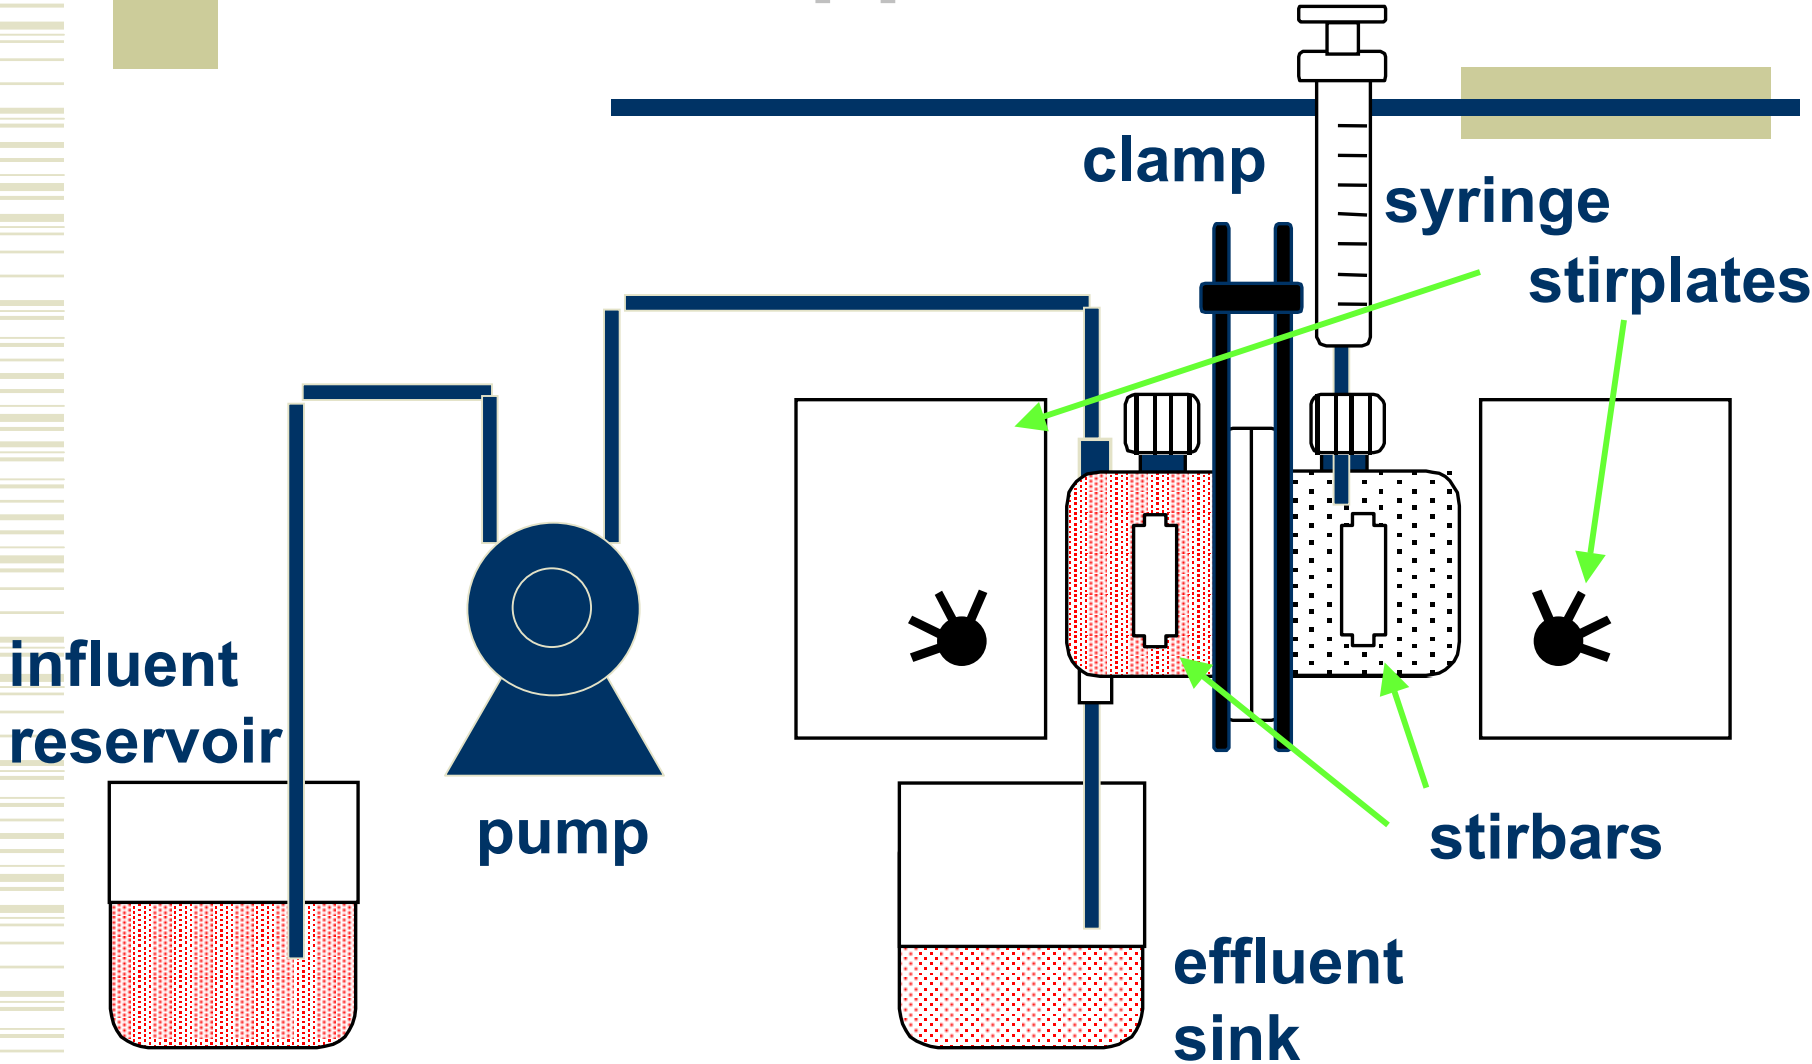 clamp
syringe
stirplates
influent
reservoir
pump
stirbars
effluent
sink